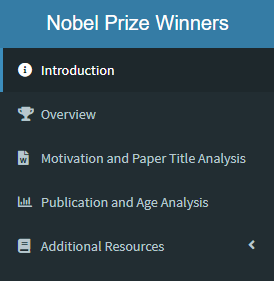 Nobel Prize Winners
Introduction
Overview
Motivation and Paper Title Analysis
Publication and Age Analysis
Additional Resources